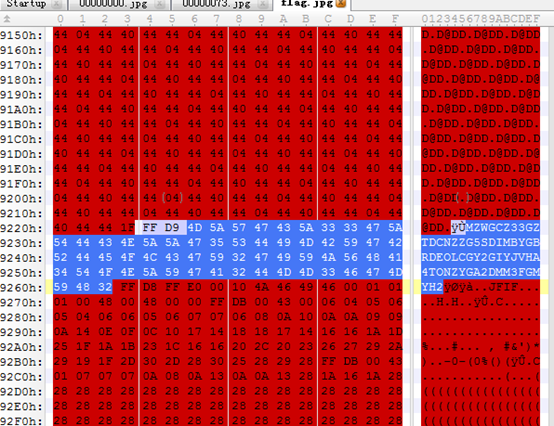 Startup 00000000.jpg 00000073.jpg flag.jpg
0 1 2 3 4 5 6 7 8 9 A B C D E F 0123456789ABCDEF
9150h: 44 04 44 40 44 44 04 44 40 44 44 04 44 40 44 44 D.D@DD.D@DD.D@DD
9160h: 04 44 40 44 44 04 44 40 44 44 04 44 40 44 44 04 .D@DD.D@DD.D@DD.
9170h: 44 40 44 44 04 44 40 44 44 04 44 40 44 44 04 44 D@DD.D@DD.D@DD.D
9180h: 40 44 44 04 44 40 44 44 04 44 40 44 44 04 44 40 @DD.D@DD.D@DD.D@
9190h: 44 44 04 44 40 44 44 04 44 40 44 44 04 44 40 44 DD.D@DD.D@DD.D@D
91A0h: 44 04 44 40 44 44 04 44 40 44 44 04 44 40 44 44 D.D@DD.D@DD.D@DD
91B0h: 04 44 40 44 44 04 44 40 44 44 04 44 40 44 44 04 .D@DD.D@DD.D@DD.
91C0h: 44 40 44 44 04 44 40 44 44 04 44 40 44 44 04 44 D@DD.D@DD.D@DD.D
91D0h: 40 44 44 04 44 40 44 44 04 44 40 44 44 04 44 40 @DD.D@DD.D@DD.D@
91E0h: 44 44 04 44 40 44 44 04 44 40 44 44 04 44 40 44 DD.D@DD.D@DD.D@D
91F0h: 44 04 44 40 44 44 04 44 40 44 44 04 44 40 44 44 D.D@DD.D@DD.D@DD
9200h: 04 44 40 44 44 (04) 44 40 44 44 04 44 40 44 44 04 .D@DD(.)D@DD.D@DD.
9210h: 44 40 44 44 04 44 40 44 44 04 44 40 44 44 04 44 D@DD.D@DD.D@DD.D
9220h: 40 44 44 1F FF D9 4D 5A 57 47 43 5A 33 33 47 5A @DD.ÿÙMZWGCZ33GZ
9230h: 54 44 43 4E 5A 5A 47 35 53 44 49 4D 42 59 47 42 TDCNZZG5SDIMBYGB
9240h: 52 44 45 4F 4C 43 47 59 32 47 49 59 4A 56 48 41 RDEOLCGY2GIYJVHA
9250h: 34 54 4F 4E 5A 59 47 41 32 44 4D 4D 33 46 47 4D 4TONZYGA2DMM3FGM
9260h: 59 48 32 FF D8 FF E0 00 10 4A 46 49 46 00 01 01 YH2ÿØÿà..JFIF...
9270h: 01 00 48 00 48 00 00 FF DB 00 43 00 06 04 05 06 ..H.H..ÿÛ.C.....
9280h: 05 04 06 06 05 06 07 07 06 08 0A 10 0A 0A 09 09 ................
9290h: 0A 14 0E 0F 0C 10 17 14 18 18 17 14 16 16 1A 1D ................
92A0h: 25 1F 1A 1B 23 1C 16 16 20 2C 20 23 26 27 29 2A %...#... , #&')*
92B0h: 29 19 1F 2D 30 2D 28 30 25 28 29 28 FF DB 00 43 )..-0-(0%()(ÿÛ.C
92C0h: 01 07 07 07 0A 08 0A 13 0A 0A 13 28 1A 16 1A 28 ...........(...(
92D0h: 28 28 28 28 28 28 28 28 28 28 28 28 28 28 28 28 ((((((((((((((((
92E0h: 28 28 28 28 28 28 28 28 28 28 28 28 28 28 28 28 ((((((((((((((((
92F0h: 28 28 28 28 28 28 28 28 28 28 28 28 28 28 28 28 ((((((((((((((((